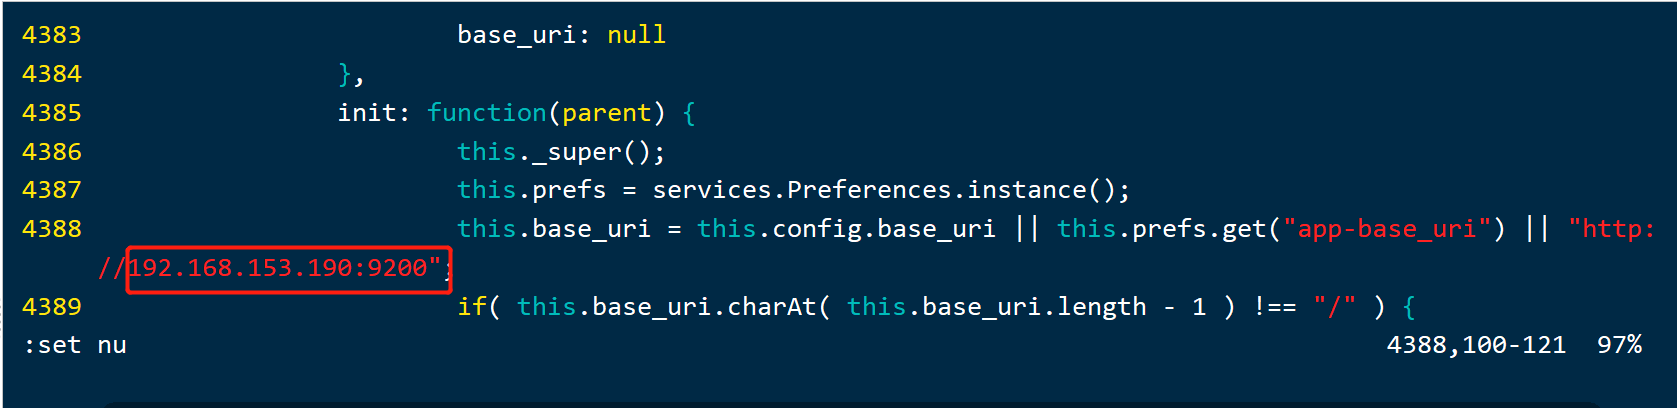 4383 base_uri: null
4384 },
4385 init: function(parent) {
4386 this._super();
4387 this.prefs = services.Preferences.instance();
4388 this.base_uri = this.config.base_uri || this.prefs.get("app-base_uri") || "http:
//192.168.153.190:9200";
4389 if( this.base_uri.charAt( this.base_uri.length - 1 ) !== "/" ) {
:set nu 4388,100-121 97%